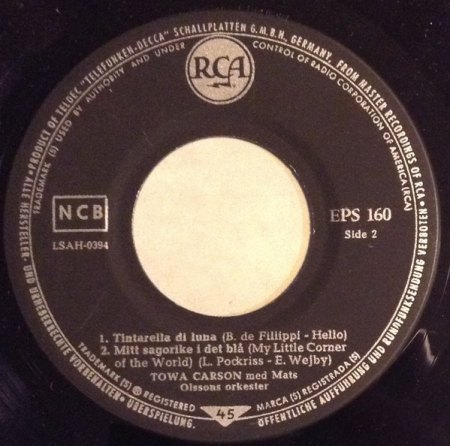 PRODUCT OF TELDEC "TELEFUNKEN-DECCA" SCHALLPLATTEN G.M.B.H. GERMANY, FROM MASTER RECORDINGS OF RCA
TRADEMARK (S) USED BY AUTHORITY AND UNDER CONTROL OF RADIO CORPORATION OF AMERICA (RCA)
RCA
NCB
LSAH-0394
EPS 160
Side 2
1. Tintarella di luna (B. de Fillippi - Hello)
2. Mitt sagorike i det blå (My Little Corner
of the World) (L. Pockriss - E. Wejby)
TOWA CARSON med Mats
Olssons orkester
TRADEMARK (S) ® REGISTERED
MARCA (S) REGISTRADA (S)
45
ALLE HERSTELLER- UND URHEBERRECHTE VORBEHALTEN · ÜBERSPIELUNG,
ÖFFENTLICHE AUFFÜHRUNG UND RUNDFUNKSENDUNG VERBOTEN